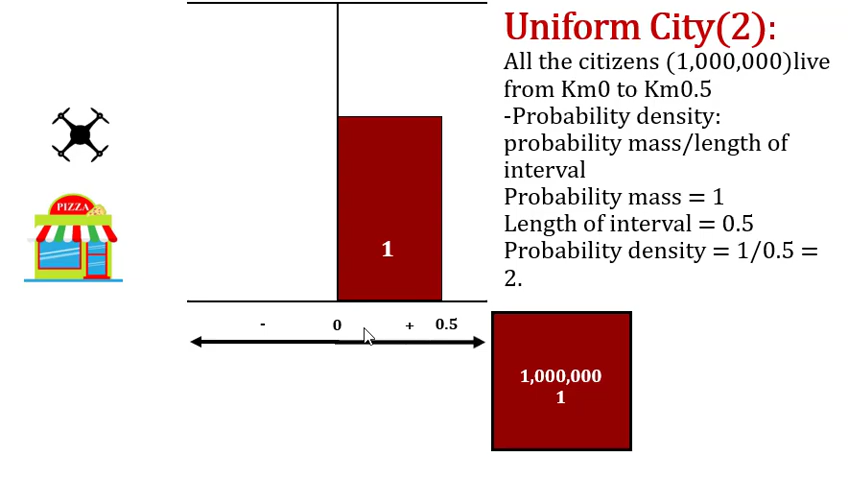 Uniform City(2):
All the citizens (1,000,000)live
from Km0 to Km0.5
-Probability density:
probability mass/length of
interval
Probability mass = 1
Length of interval = 0.5
Probability density = 1/0.5 =
2.
PIZZA
1
- 0 + 0.5
1,000,000
1